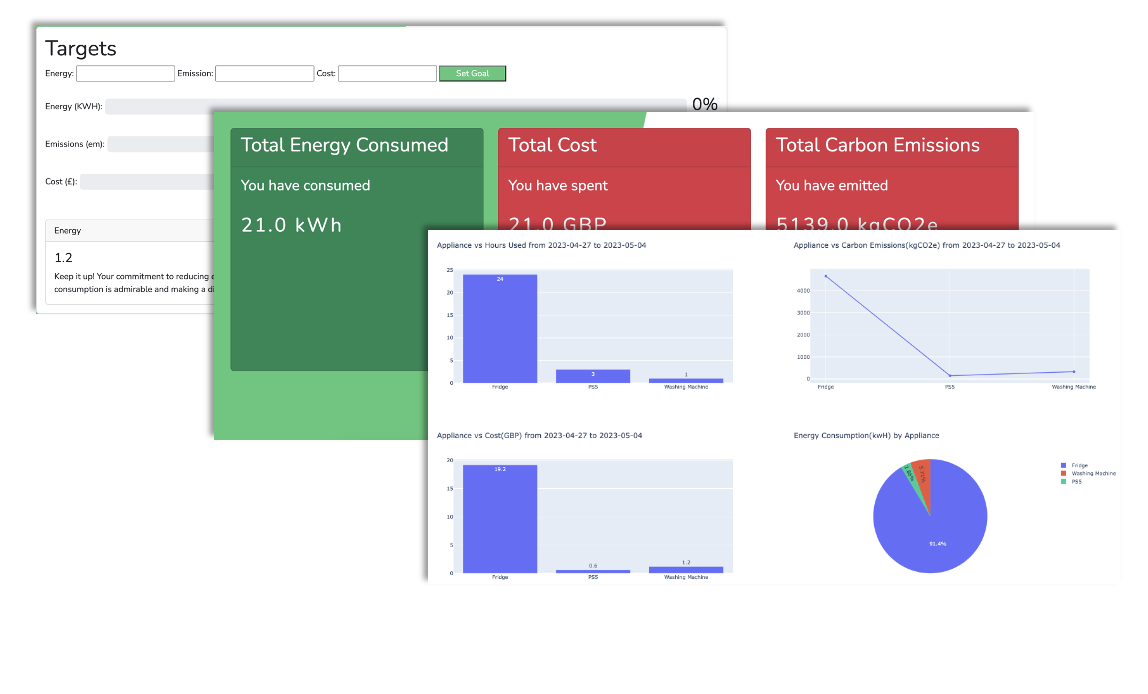 Targets
Energy: Emission: Cost: Set Goal
Energy (KWH): 0%
Emissions (em):
Cost (£):
Energy
1.2
Keep it up! Your commitment to reducing
consumption is admirable and making a
Total Energy Consumed
You have consumed
21.0 kWh
Total Cost
You have spent
21.0 GBP
Total Carbon Emissions
You have emitted
5139.0 kgCO2e
Appliance vs Hours Used from 2023-04-27 to 2023-05-04
25
20
15
10
5
0
24
3
1
Fridge PS5 Washing Machine
Appliance vs Carbon Emissions(kgCO2e) from 2023-04-27 to 2023-05-04
4000
3000
2000
1000
0
Fridge PS5 Washing Machine
Appliance vs Cost(GBP) from 2023-04-27 to 2023-05-04
20
15
10
5
0
19.2
0.6
1.2
Fridge PS5 Washing Machine
Energy Consumption(kwH) by Appliance
91.4%
Fridge
Washing Machine
PS5